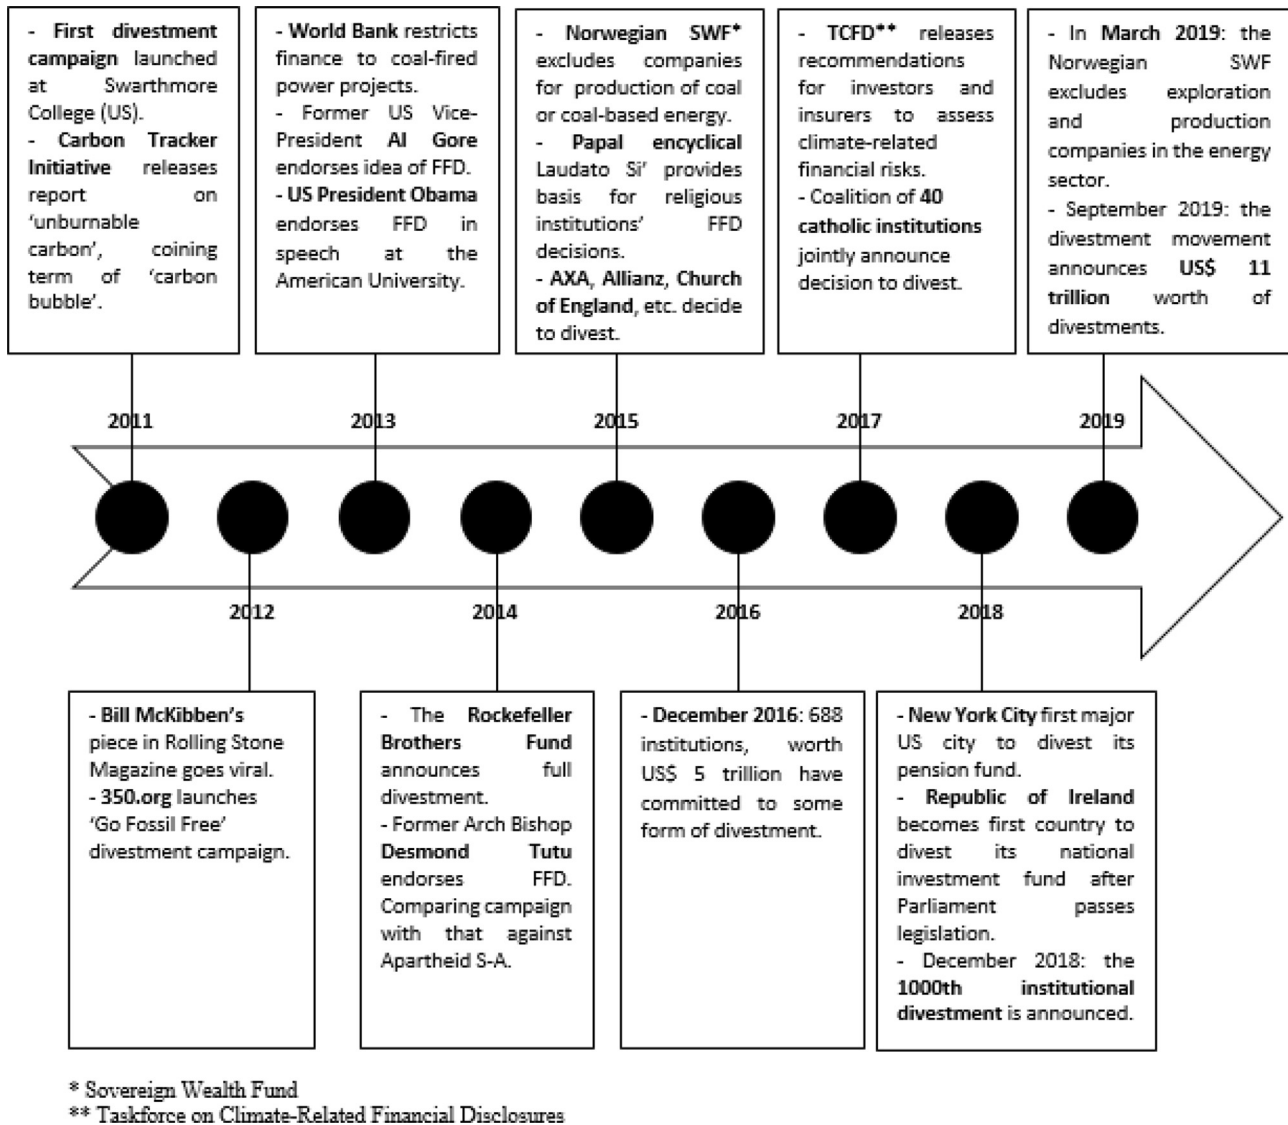 - First divestment
campaign launched
at Swarthmore
College (US).
- Carbon Tracker
Initiative releases
report on
‘unburnable
carbon’, coining
term of ‘carbon
bubble’.
- World Bank restricts
finance to coal-fired
power projects.
- Former US Vice-
President Al Gore
endorses idea of FFD.
- US President Obama
endorses FFD in
speech at the
American University.
- Norwegian SWF*
excludes companies
for production of coal
or coal-based energy.
- Papal encyclical
Laudato Si’ provides
basis for religious
institutions’ FFD
decisions.
- AXA, Allianz, Church
of England, etc. decide
to divest.
- TCFD** releases
recommendations
for investors and
insurers to assess
climate-related
financial risks.
- Coalition of 40
catholic institutions
jointly announce
decision to divest.
- In March 2019: the
Norwegian SWF
excludes exploration
and production
companies in the energy
sector.
- September 2019: the
divestment movement
announces US$ 11
trillion worth of
divestments.
2011
2013
2015
2017
2019
2012
2014
2016
2018
- Bill McKibben’s
piece in Rolling Stone
Magazine goes viral.
- 350.org launches
‘Go Fossil Free’
divestment campaign.
- The Rockefeller
Brothers Fund
announces full
divestment.
- Former Arch Bishop
Desmond Tutu
endorses FFD.
Comparing campaign
with that against
Apartheid S-A.
- December 2016: 688
institutions, worth
US$ 5 trillion have
committed to some
form of divestment.
- New York City first major
US city to divest its
pension fund.
- Republic of Ireland
becomes first country to
divest its national
investment fund after
Parliament passes
legislation.
- December 2018: the
1000th institutional
divestment is announced.
* Sovereign Wealth Fund
** Taskforce on Climate-Related Financial Disclosures